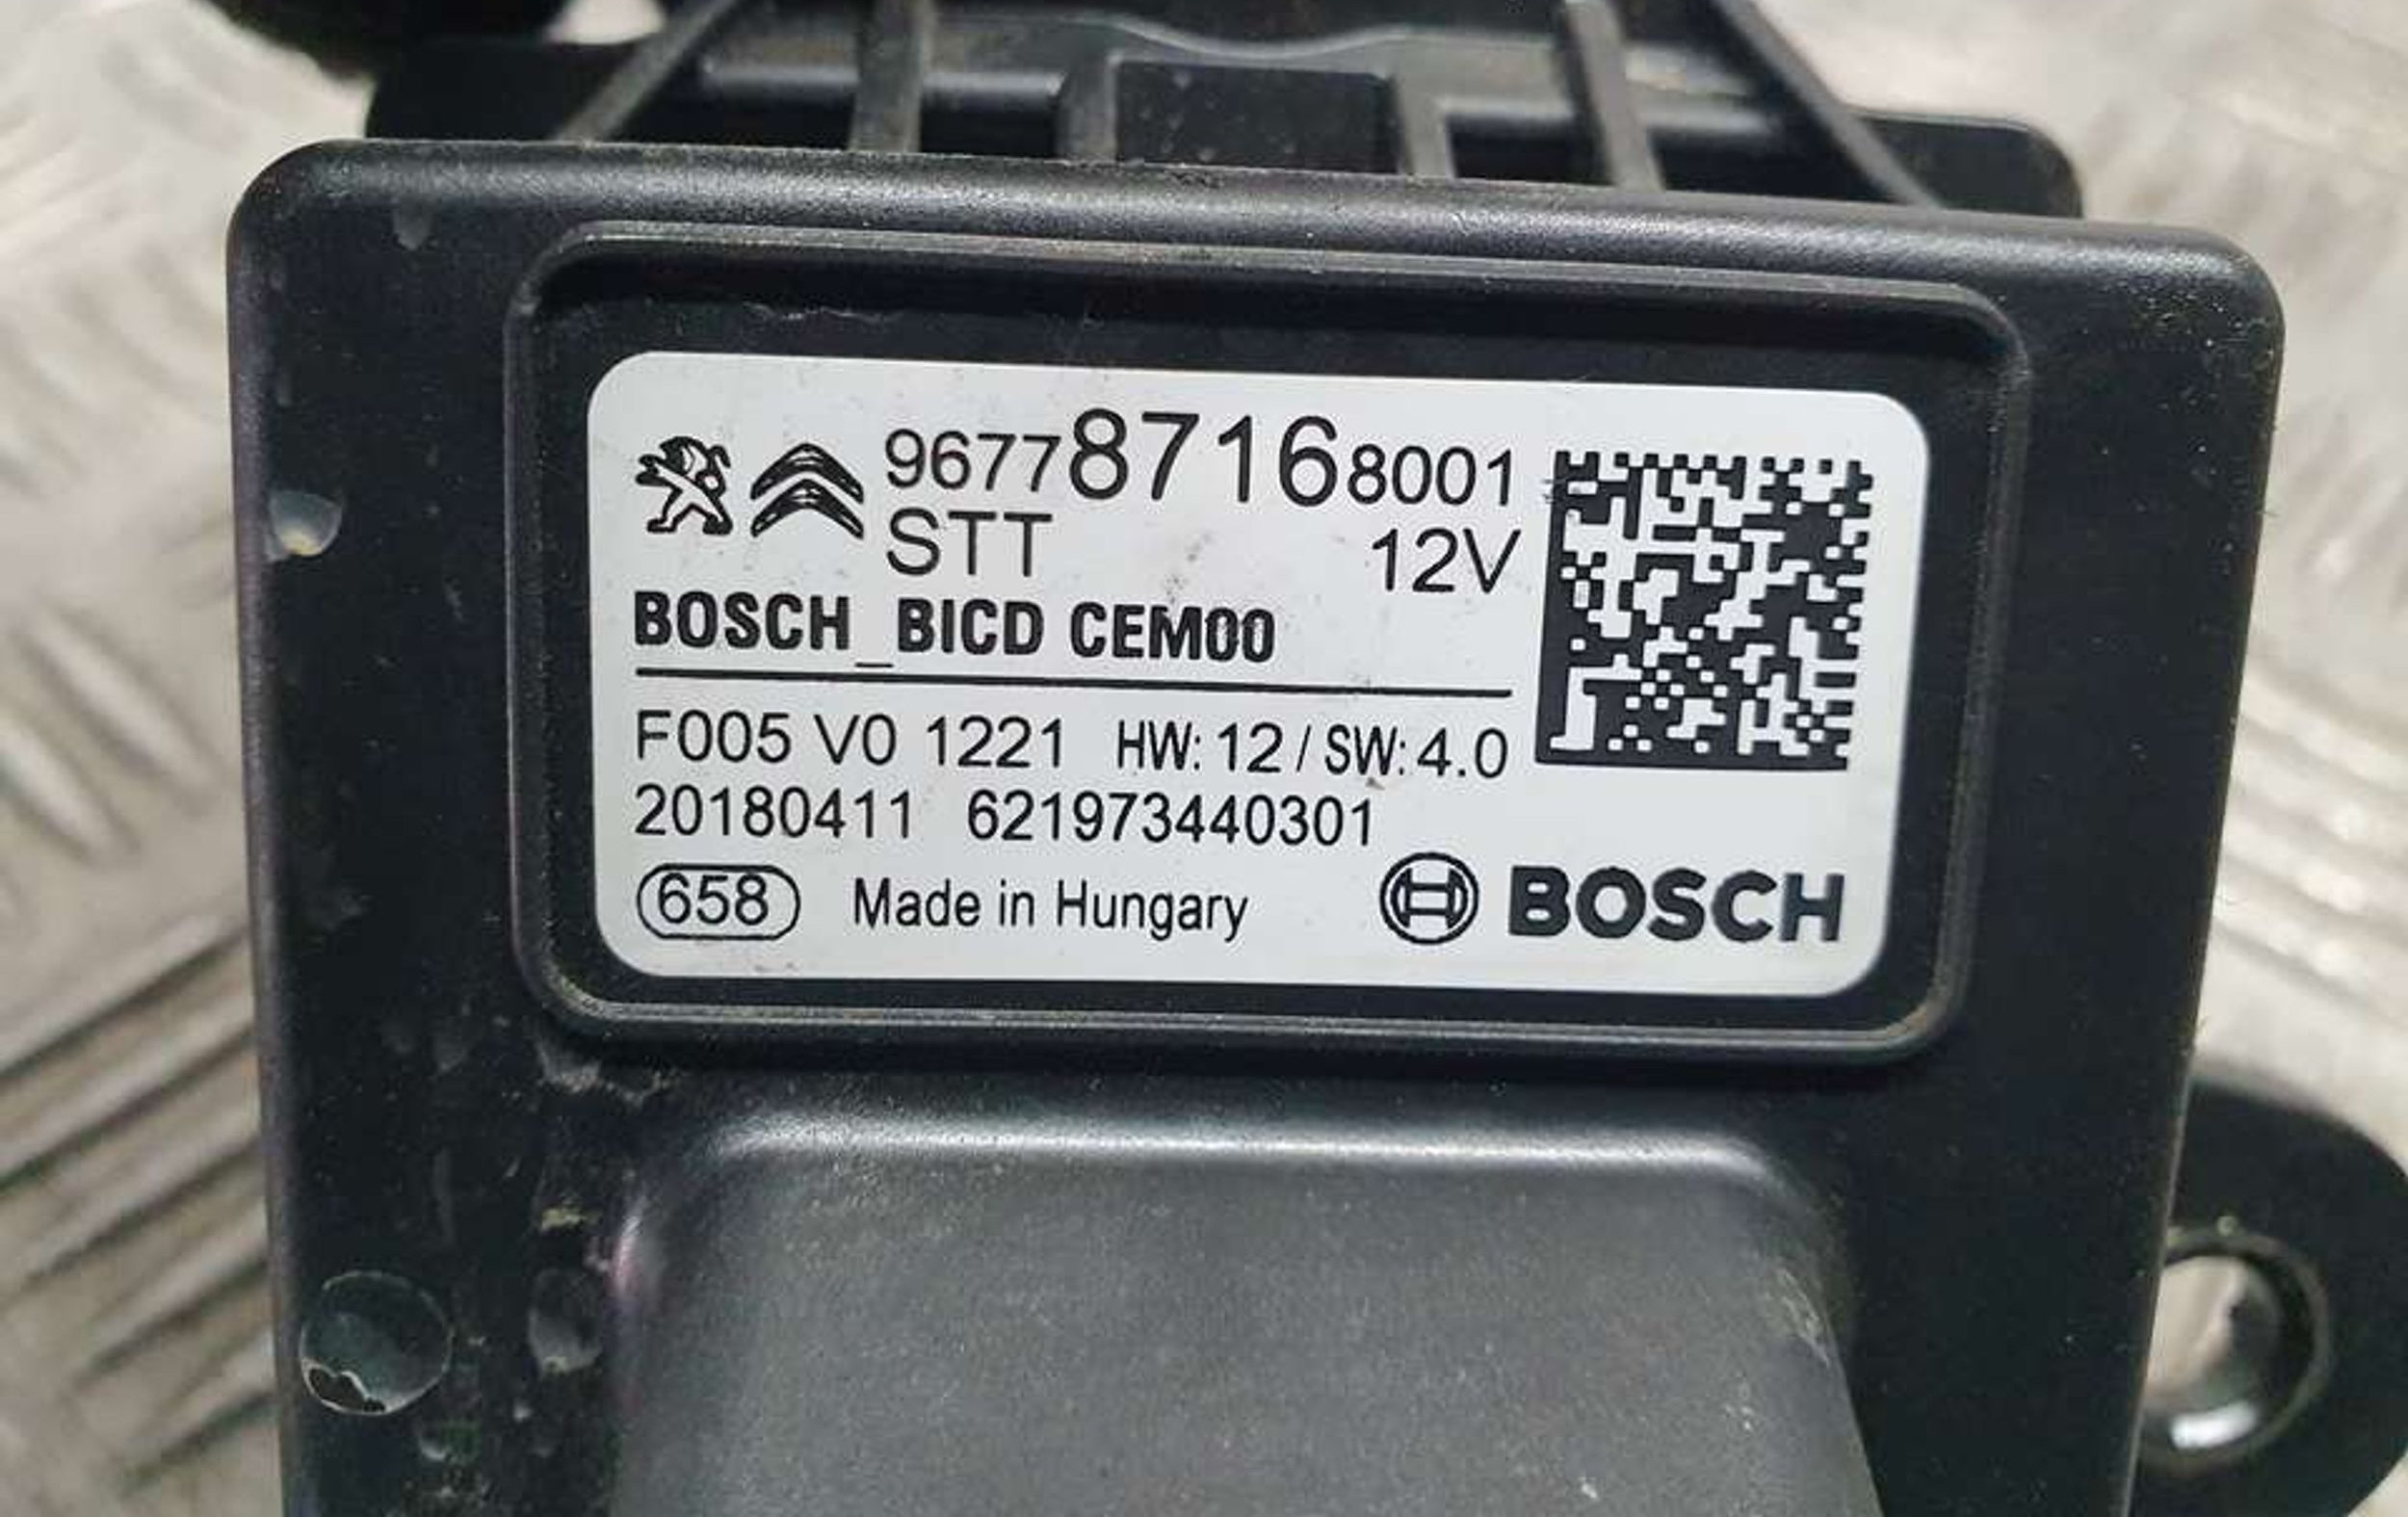 967787168001
STT 12V
BOSCH_BICD CEM00
F005 V0 1221 HW: 12 / SW: 4.0
20180411 621973440301
658 Made in Hungary BOSCH